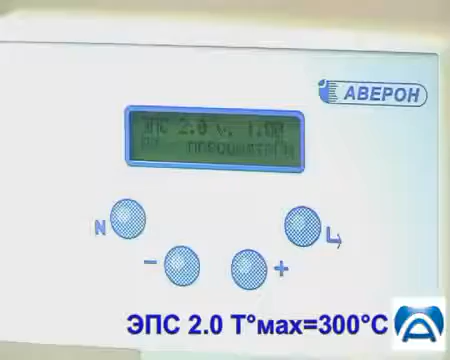 АВЕРОН
ЭПС 2.0 v. 1.00
N
-
+
ЭПС 2.0 T°мах=300°C